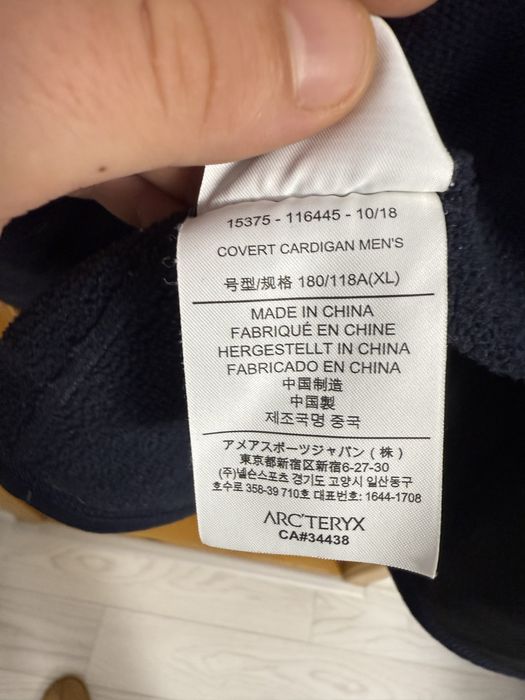 15375 - 116445 - 10/18
COVERT CARDIGAN MEN'S
号型/规格 180/118A(XL)
MADE IN CHINA
FABRIQUÉ EN CHINE
HERGESTELLT IN CHINA
FABRICADO EN CHINA
中国制造
中国製
제조국명 중국
アメアスポーツジャパン(株)
東京都新宿区新宿6-27-30
(주)넬슨스포츠 경기도 고양시 일산동구
호수로 358-39 710호 대표번호: 1644-1708
ARC'TERYX
CA#34438